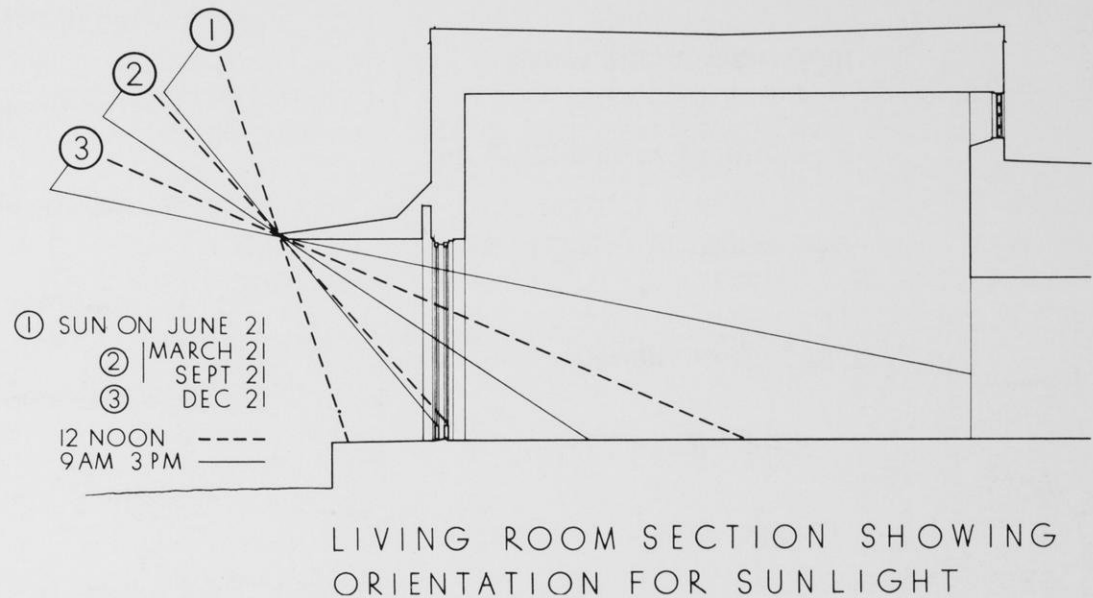 ①
②
③
① SUN ON JUNE 21
② MARCH 21
SEPT 21
③ DEC 21
12 NOON
9AM 3PM
LIVING ROOM SECTION SHOWING
ORIENTATION FOR SUNLIGHT